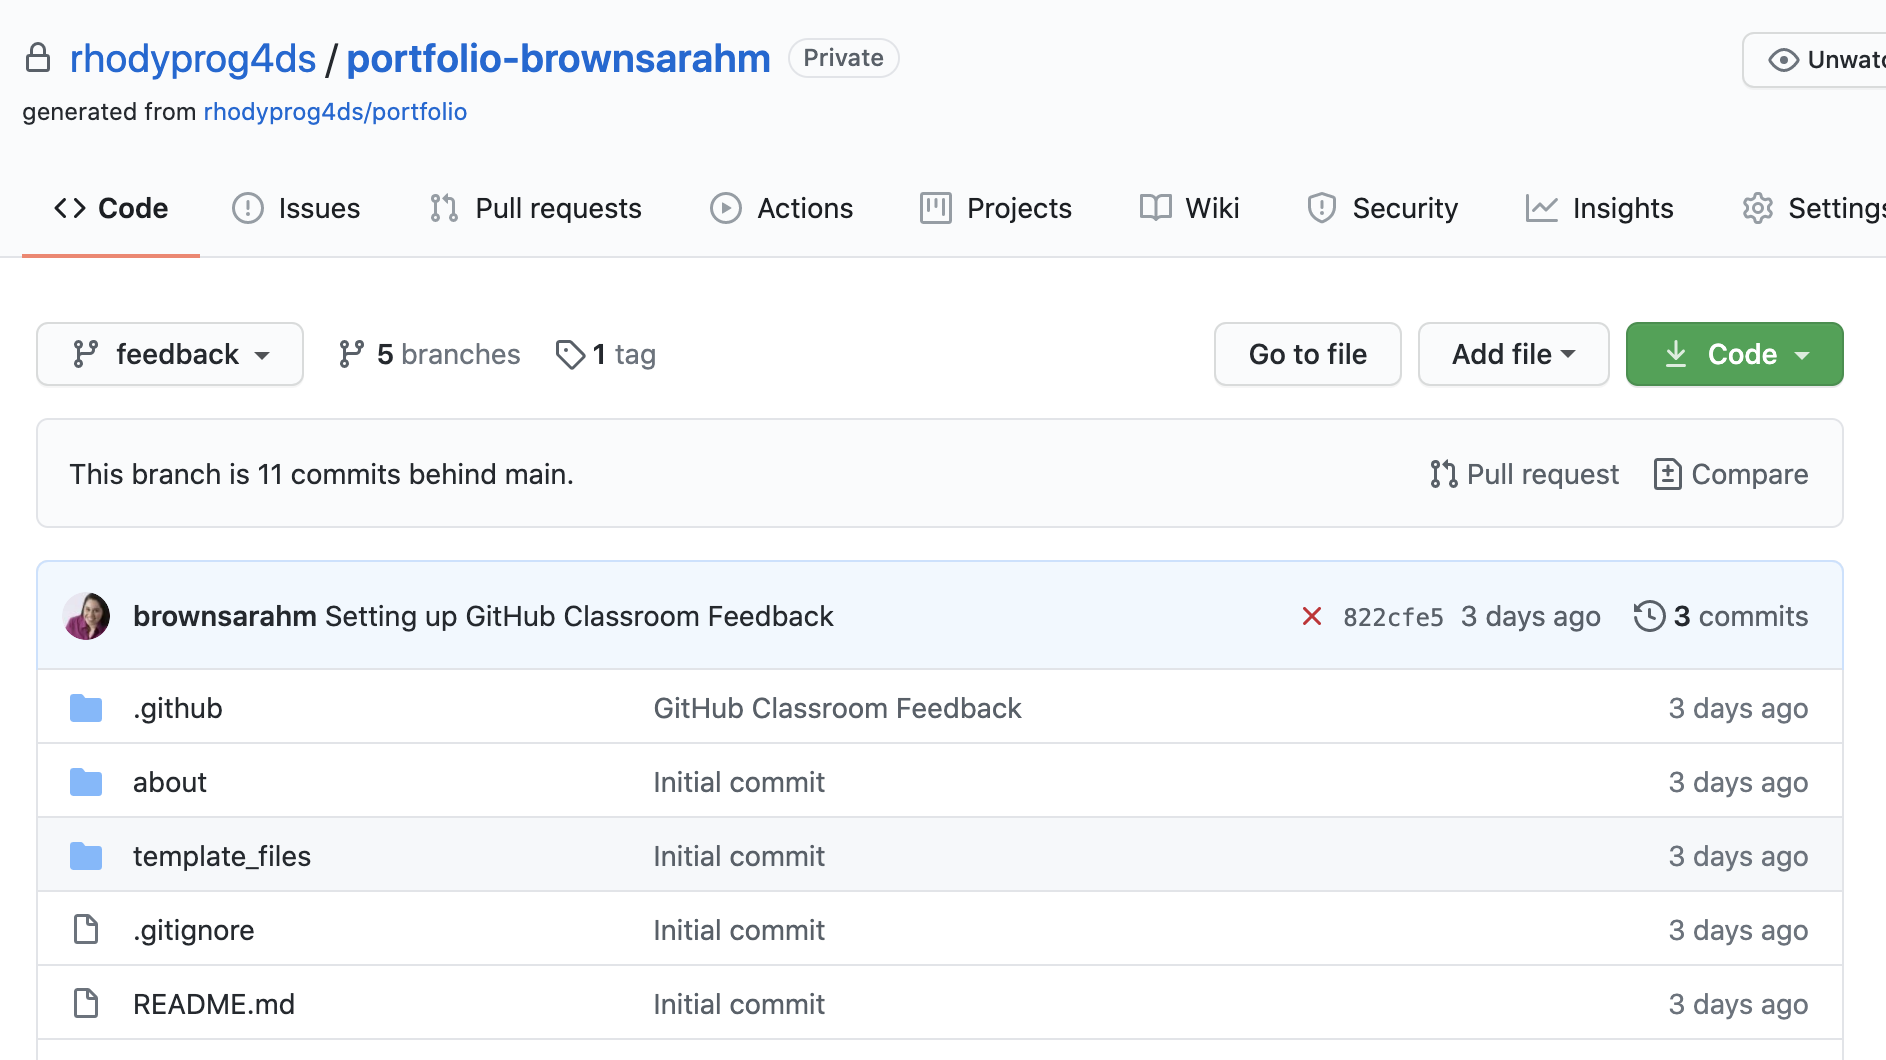 rhodyprog4ds / portfolio-brownsarahm Private
Unwatc
generated from rhodyprog4ds/portfolio
Code Issues Pull requests Actions Projects Wiki Security Insights Settings
feedback 5 branches 1 tag Go to file Add file Code
This branch is 11 commits behind main. Pull request Compare
brownsarahm Setting up GitHub Classroom Feedback 822cfe5 3 days ago 3 commits
.github GitHub Classroom Feedback 3 days ago
about Initial commit 3 days ago
template_files Initial commit 3 days ago
.gitignore Initial commit 3 days ago
README.md Initial commit 3 days ago